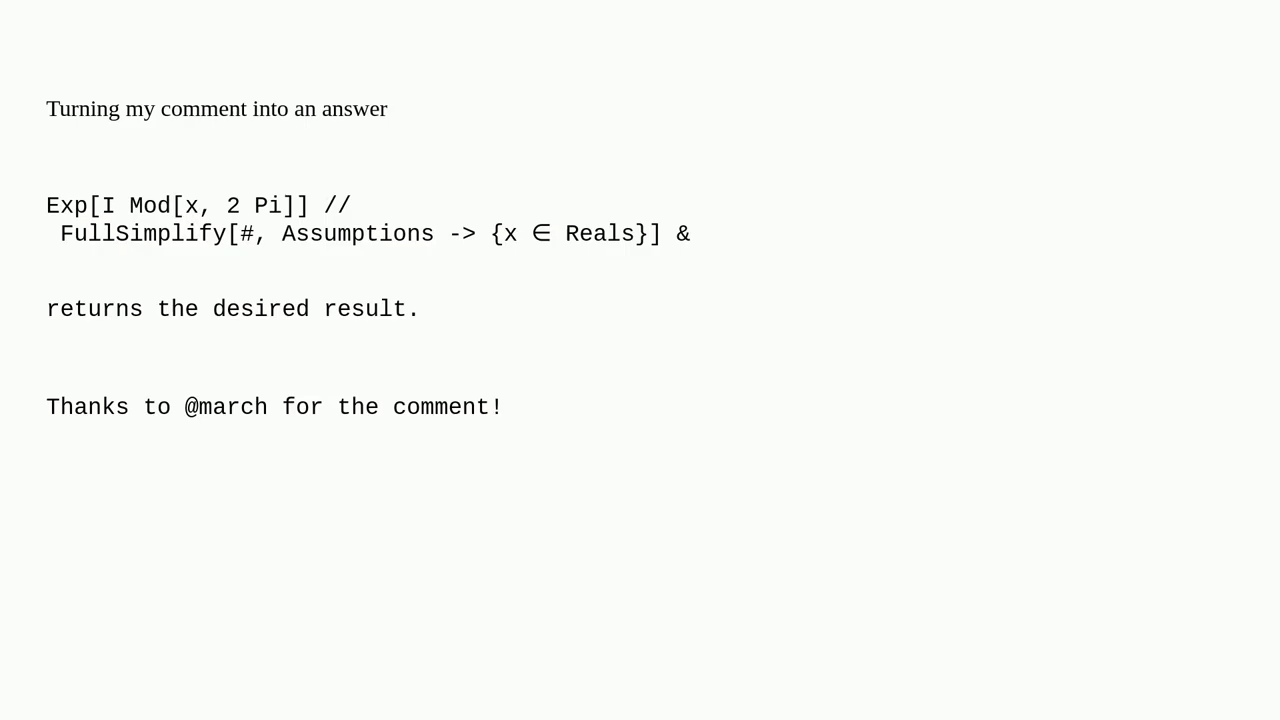 Turning my comment into an answer
Exp[I Mod[x, 2 Pi]] //
 FullSimplify[#, Assumptions -> {x ∈ Reals}] &
returns the desired result.
Thanks to @march for the comment!